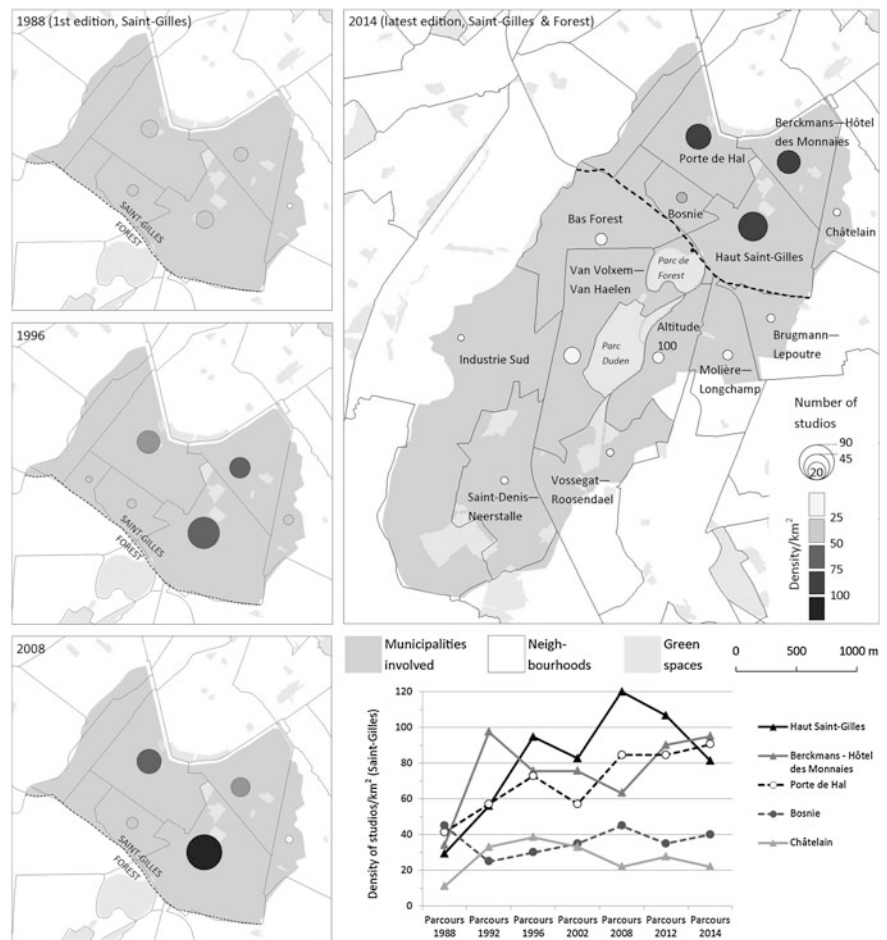 1988 (1st edition, Saint-Gilles)
SAINT-GILLES
FOREST
1996
SAINT-GILLES
FOREST
2008
SAINT-GILLES
FOREST
2014 (latest edition, Saint-Gilles & Forest)
Berckmans—Hôtel
des Monnaies
Porte de Hal
Bosnie
Châtelain
Bas Forest
Haut Saint-Gilles
Parc de
Forest
Van Volxem—
Van Haelen
Altitude
100
Brugmann—
Lepoutre
Industrie Sud
Parc
Duden
Molière—
Longchamp
Vossegat—
Roosendael
Saint-Denis—
Neerstalle
Number of
studios
90
45
20
Density/km²
25
50
75
100
Municipalities
involved
Neigh-
bourhoods
Green
spaces
0 500 1000 m
Density of studios/km² (Saint-Gilles)
120
100
80
60
40
20
0
Parcours
1988
Parcours
1992
Parcours
1996
Parcours
2002
Parcours
2008
Parcours
2012
Parcours
2014
Haut Saint-Gilles
Berckmans - Hôtel
des Monnaies
Porte de Hal
Bosnie
Châtelain